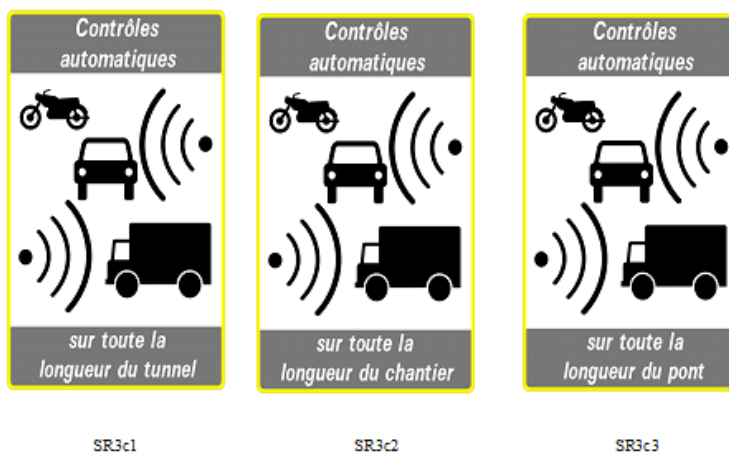 Contrôles
automatiques
sur toute la
longueur du tunnel
SR3c1
Contrôles
automatiques
sur toute la
longueur du chantier
SR3c2
Contrôles
automatiques
sur toute la
longueur du pont
SR3c3